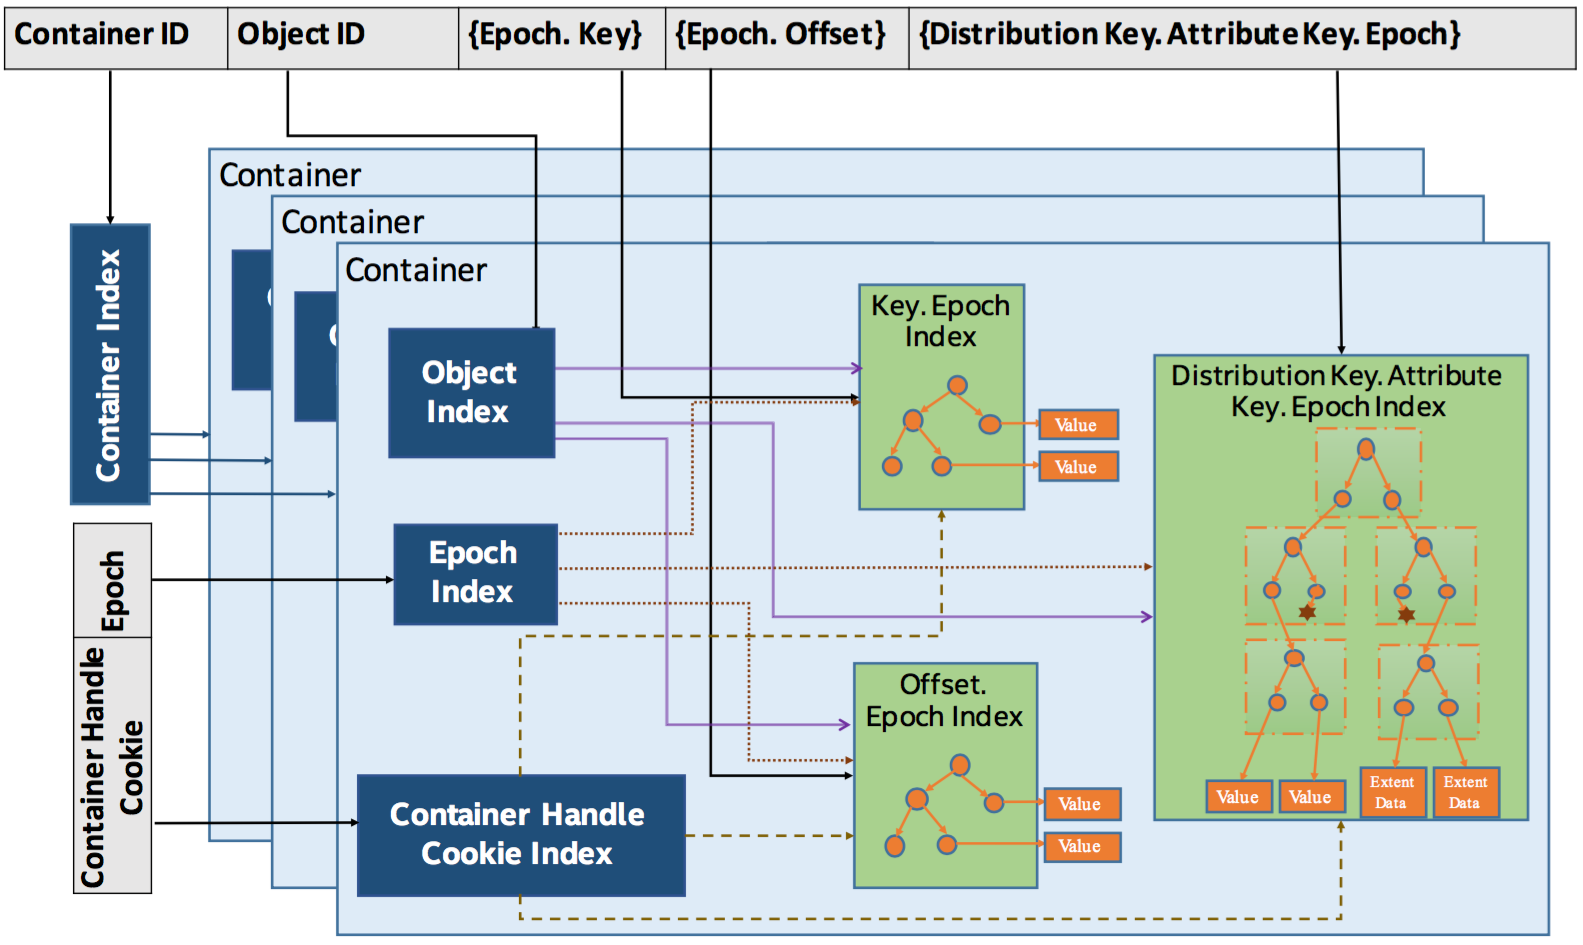 Container ID
Object ID
{Epoch. Key}
{Epoch. Offset}
{Distribution Key. Attribute Key. Epoch}
Container
Container
Container
Container Index
Object
Index
Key. Epoch
Index
Value
Value
Distribution Key. Attribute
Key. Epoch Index
Epoch
Epoch
Index
Container Handle
Cookie
Offset.
Epoch Index
Value
Value
Container Handle
Cookie Index
Value
Value
Extent
Data
Extent
Data